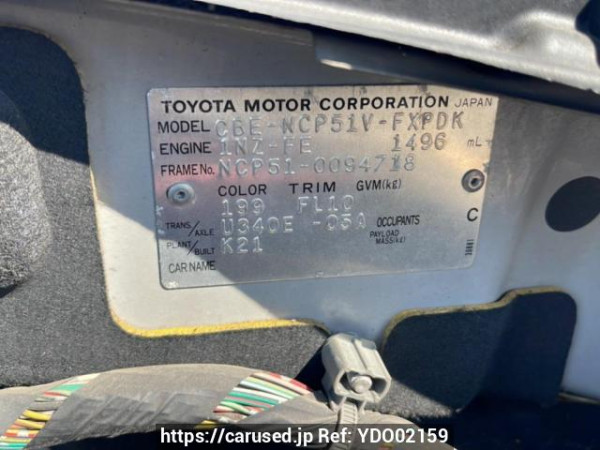 TOYOTA MOTOR CORPORATION JAPAN
MODEL CBE-NCP51V-FXPDK
ENGINE 1NZ-FE 1496 mL
FRAME No. NCP51-0094718
COLOR TRIM GVM(kg)
199 FL10
TRANS/AXLE U340E -05A OCCUPANTS C
PLANT/BUILT K21 PAYLOAD MASS(kg)
CAR NAME
https://carused.jp Ref: YDO02159